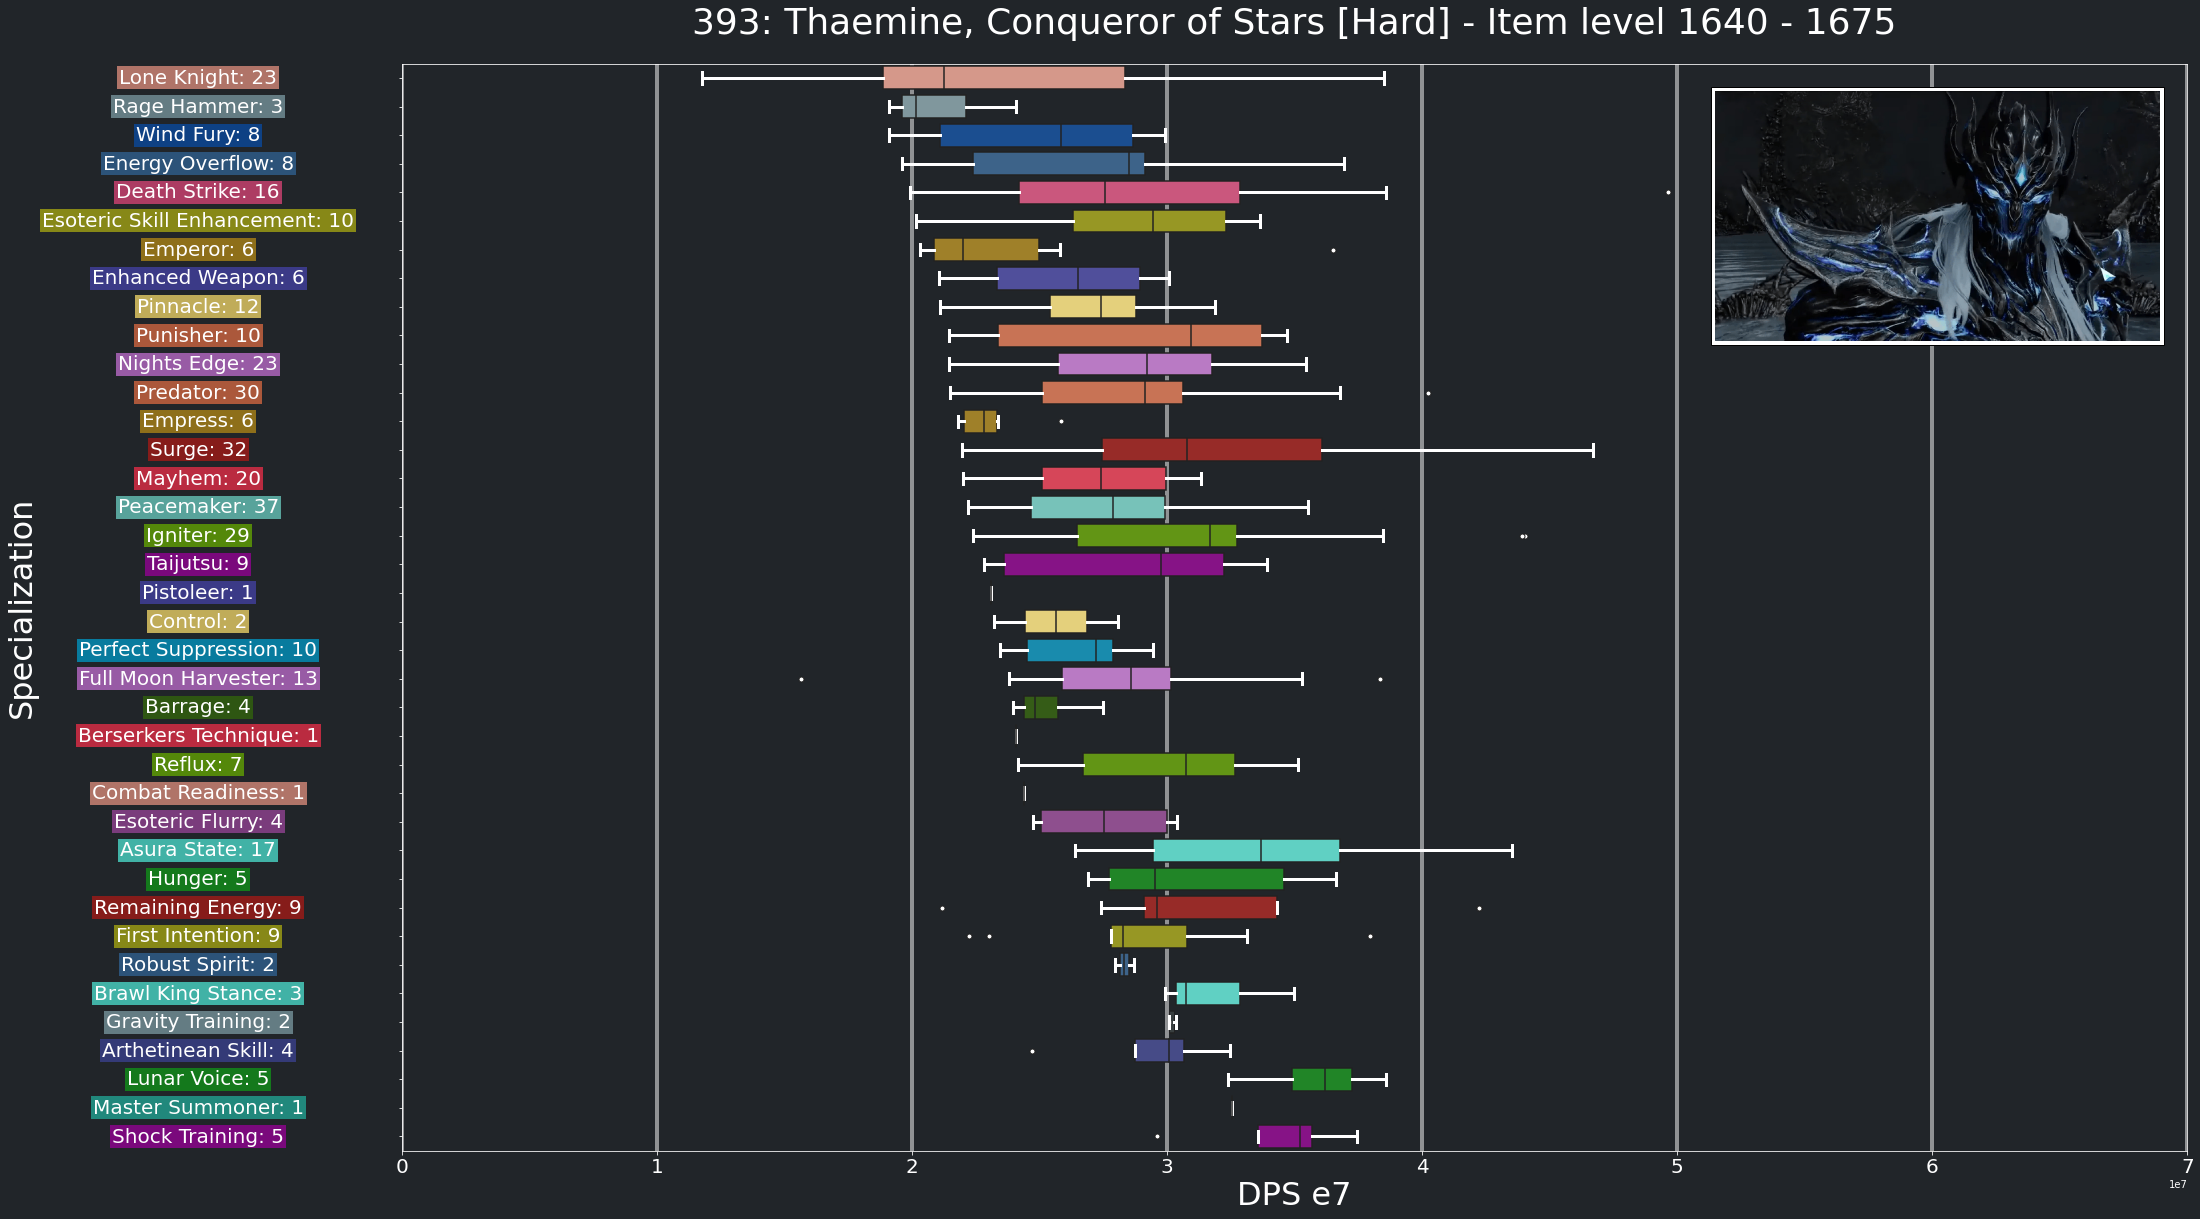 393: Thaemine, Conqueror of Stars [Hard] - Item level 1640 - 1675
Lone Knight: 23
Rage Hammer: 3
Wind Fury: 8
Energy Overflow: 8
Death Strike: 16
Esoteric Skill Enhancement: 10
Emperor: 6
Enhanced Weapon: 6
Pinnacle: 12
Punisher: 10
Nights Edge: 23
Predator: 30
Empress: 6
Surge: 32
Mayhem: 20
Peacemaker: 37
Igniter: 29
Taijutsu: 9
Pistoleer: 1
Control: 2
Perfect Suppression: 10
Full Moon Harvester: 13
Barrage: 4
Berserkers Technique: 1
Reflux: 7
Combat Readiness: 1
Esoteric Flurry: 4
Asura State: 17
Hunger: 5
Remaining Energy: 9
First Intention: 9
Robust Spirit: 2
Brawl King Stance: 3
Gravity Training: 2
Arthetinean Skill: 4
Lunar Voice: 5
Master Summoner: 1
Shock Training: 5
Specialization
0 1 2 3 4 5 6 7
1e7
DPS e7